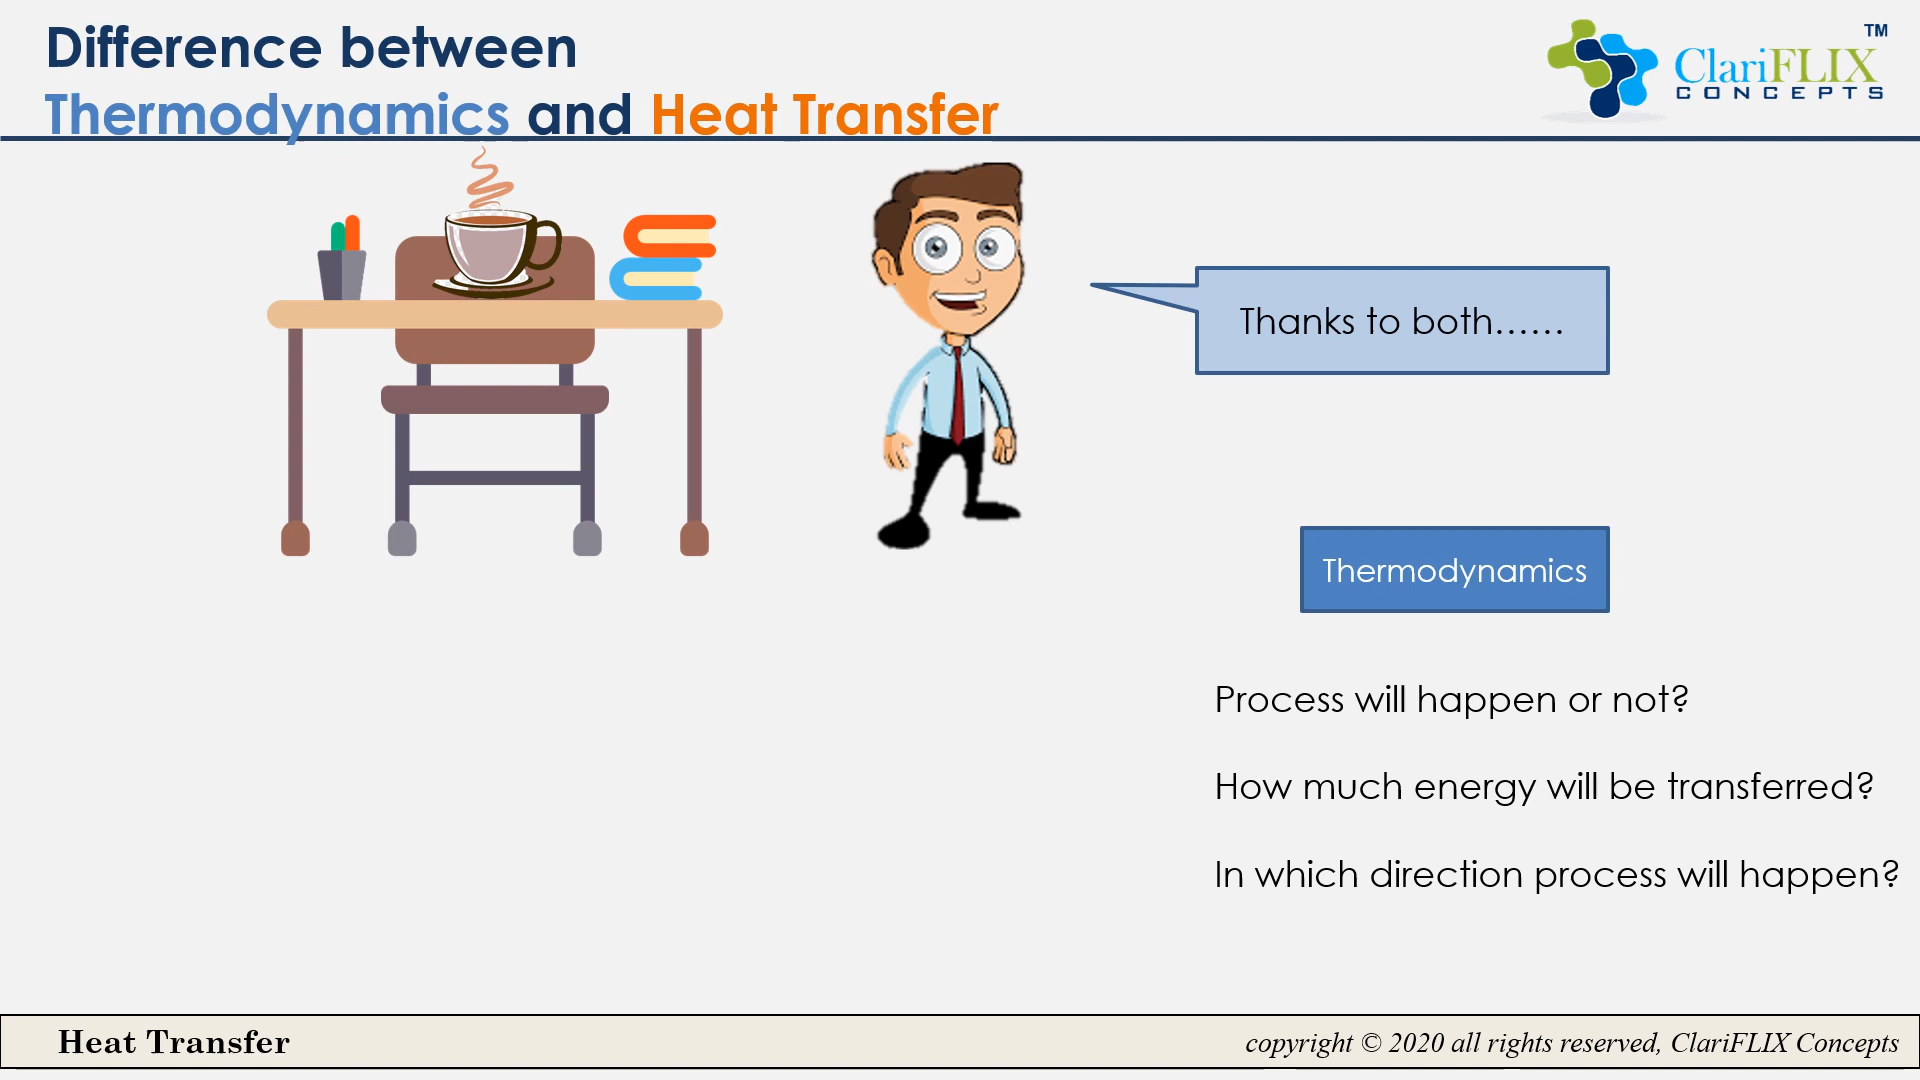 Difference between
Thermodynamics and Heat Transfer
TM
ClariFLIX
CONCEPTS
Thanks to both......
Thermodynamics
Process will happen or not?
How much energy will be transferred?
In which direction process will happen?
Heat Transfer
copyright © 2020 all rights reserved, ClariFLIX Concepts